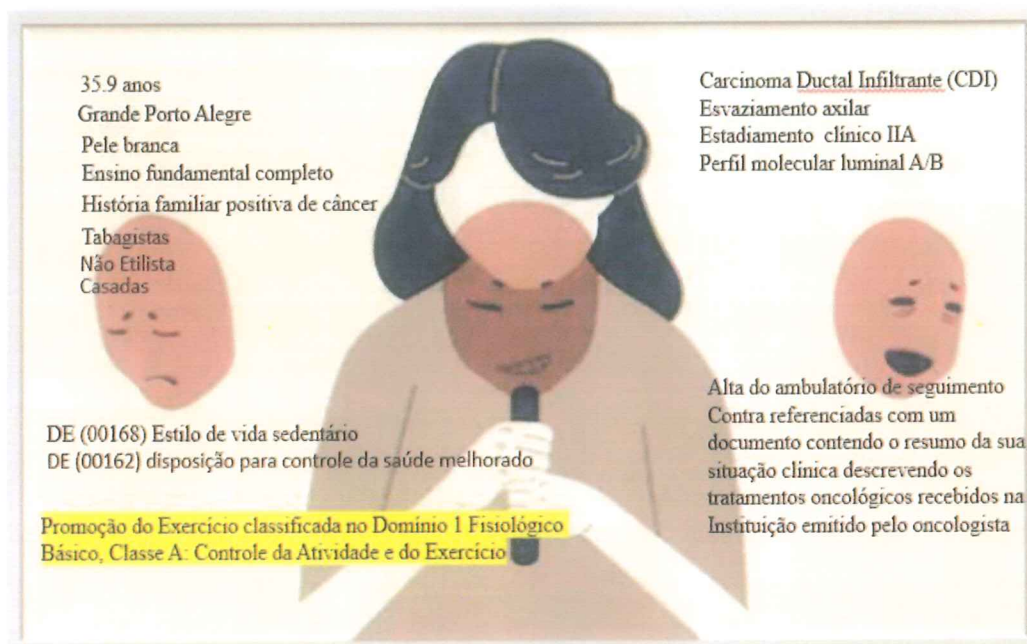 35.9 anos
Grande Porto Alegre
Pele branca
Ensino fundamental completo
História familiar positiva de câncer
Tabagistas
Não Etilista
Casadas
Carcinoma Ductal Infiltrante (CDI)
Esvaziamento axilar
Estadiamento clínico IIA
Perfil molecular luminal A/B
DE (00168) Estilo de vida sedentário
DE (00162) disposição para controle da saúde melhorado
Promoção do Exercício classificada no Domínio 1 Fisiológico
Básico, Classe A: Controle da Atividade e do Exercício
Alta do ambulatório de seguimento
Contra referenciadas com um
documento contendo o resumo da sua
situação clínica descrevendo os
tratamentos oncológicos recebidos na
Instituição emitido pelo oncologista